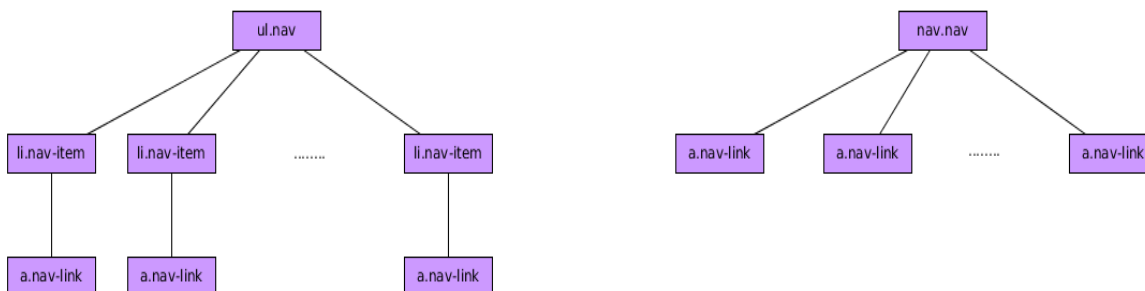 ul.nav
nav.nav
li.nav-item li.nav-item ........ li.nav-item
a.nav-link a.nav-link ........ a.nav-link
a.nav-link a.nav-link a.nav-link